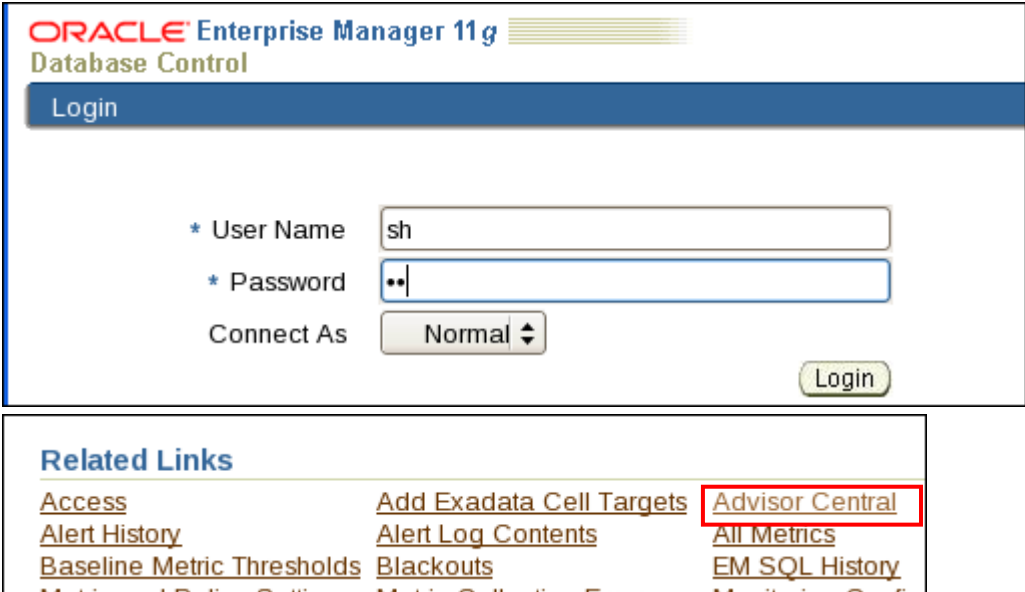 ORACLE Enterprise Manager 11g
Database Control
Login
* User Name sh
* Password ••
Connect As Normal
Login
Related Links
Access Add Exadata Cell Targets Advisor Central
Alert History Alert Log Contents All Metrics
Baseline Metric Thresholds Blackouts EM SQL History